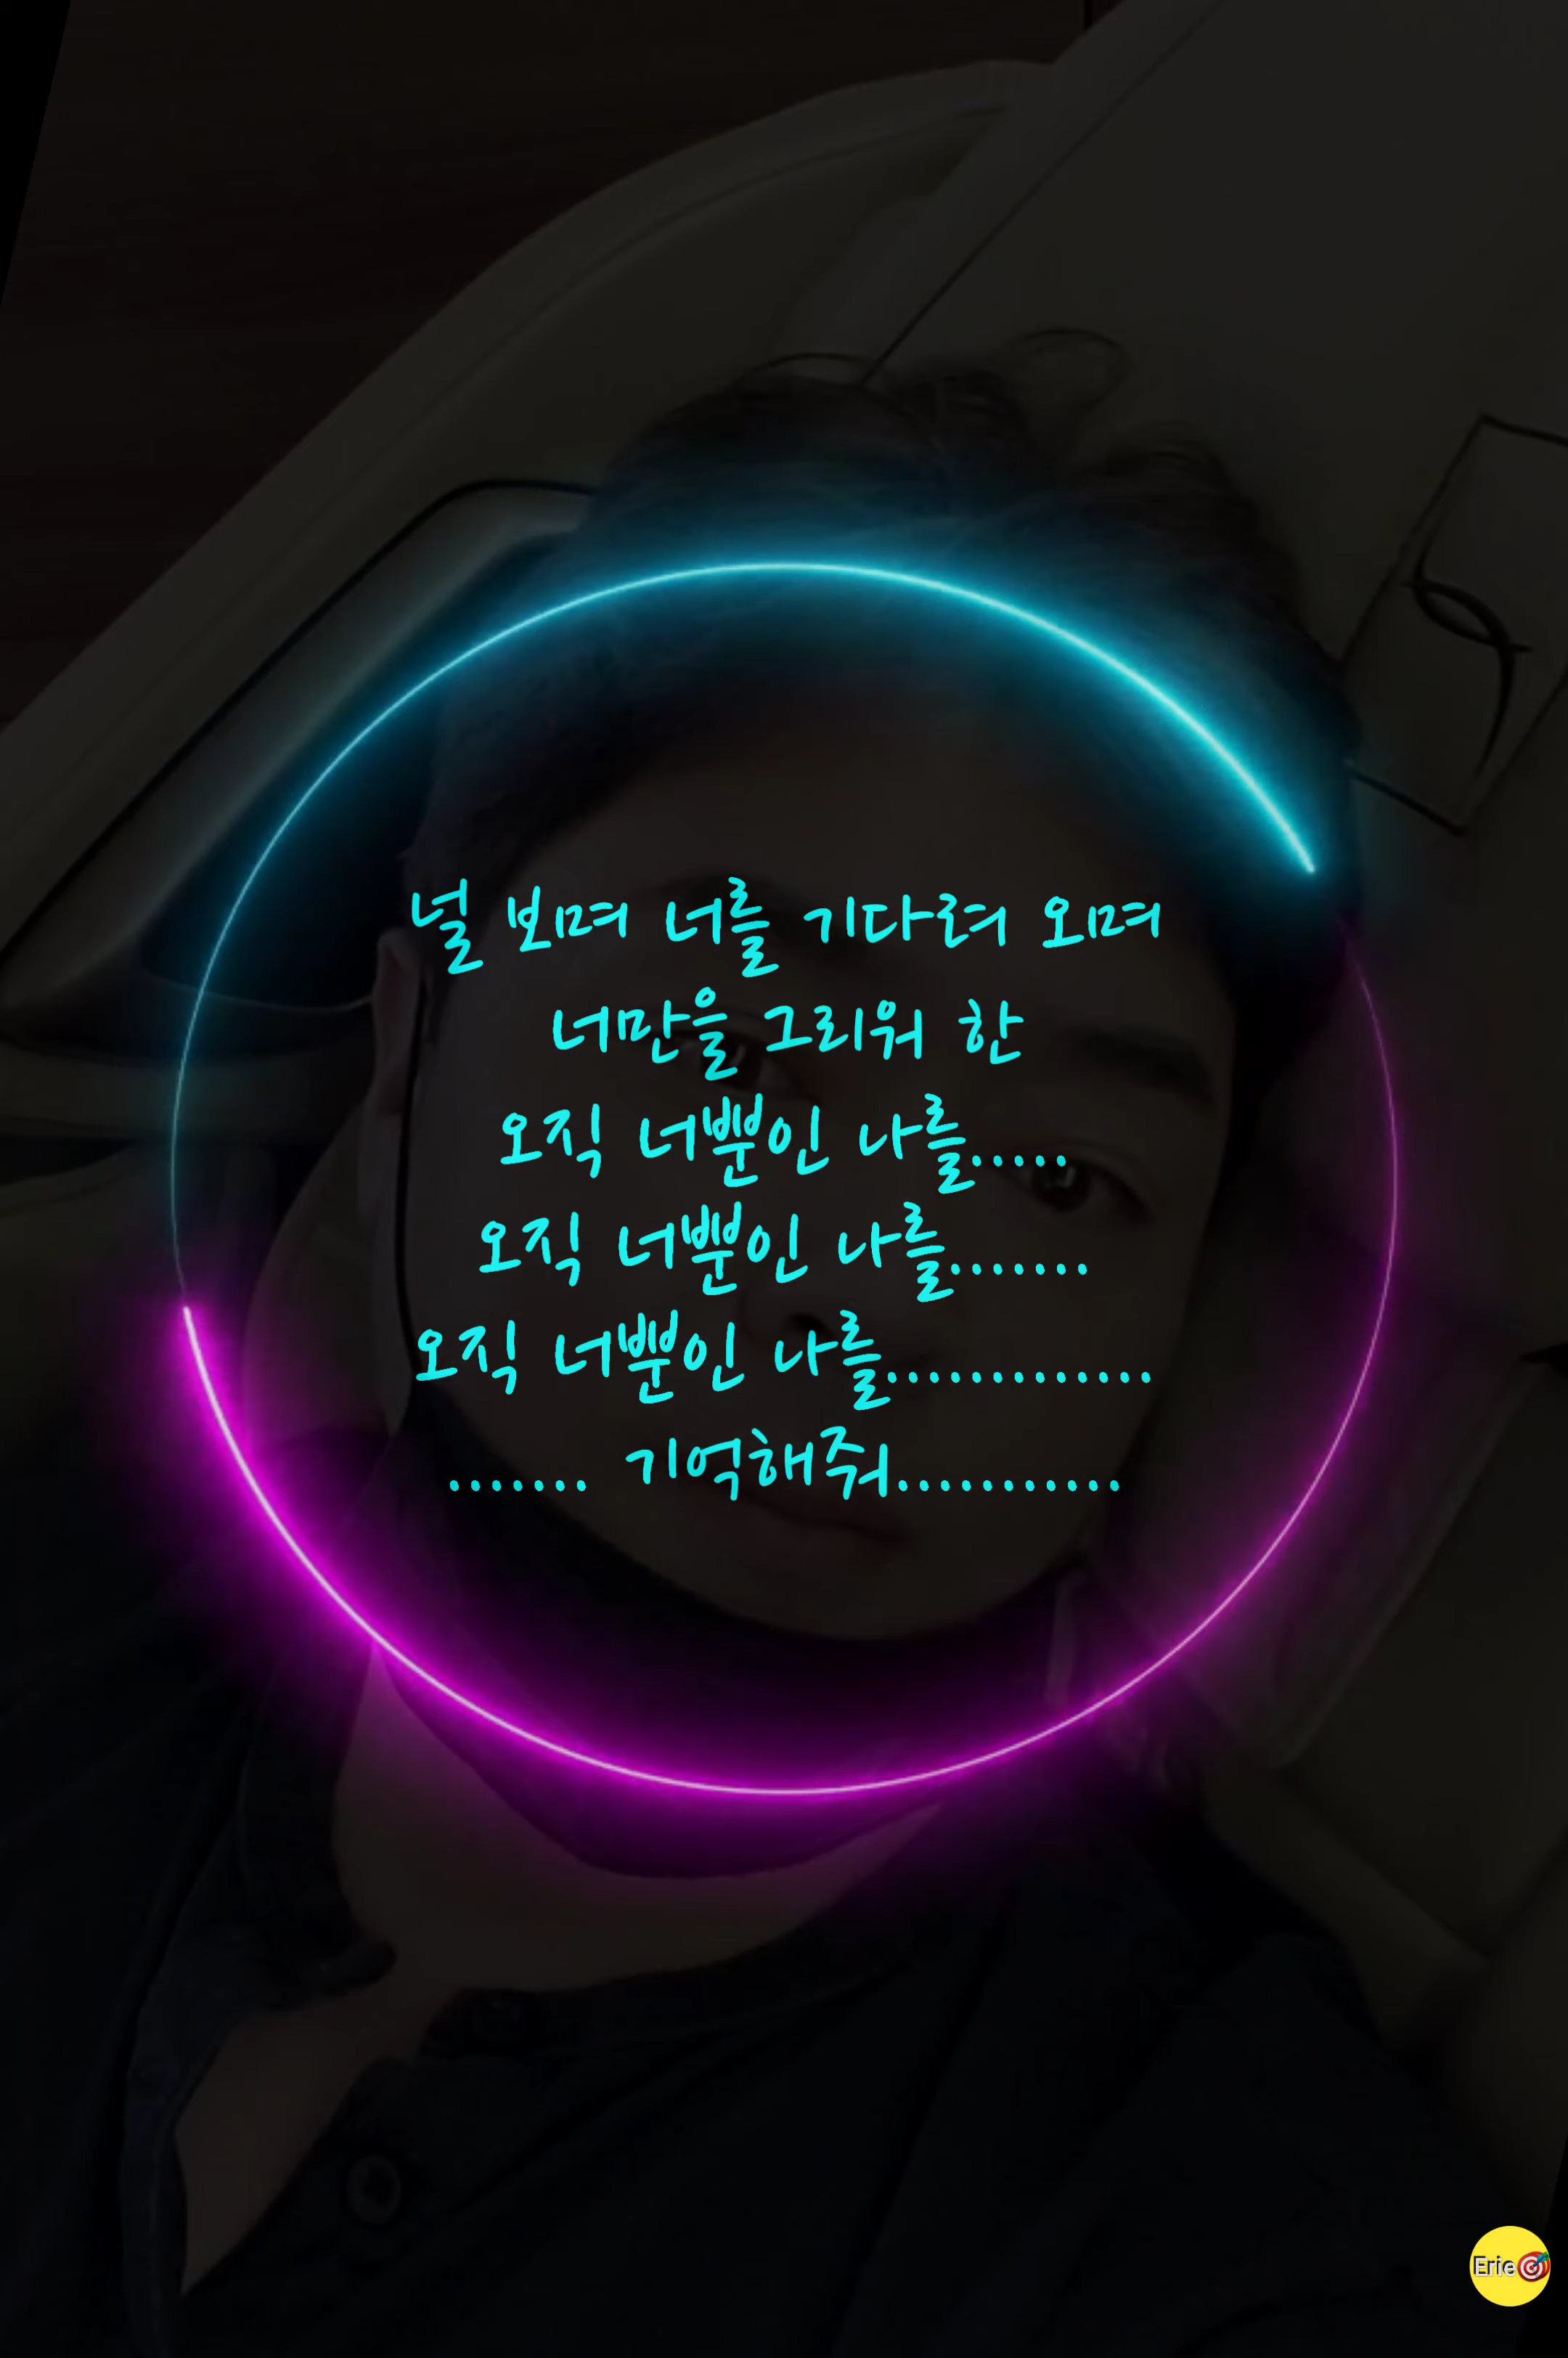 널 보며 너를 기다려 오며
너만을 그리워 한
오직 너뿐인 나를.....
오직 너뿐인 나를.......
오직 너뿐인 나를.............
....... 기억해줘...........
Eric